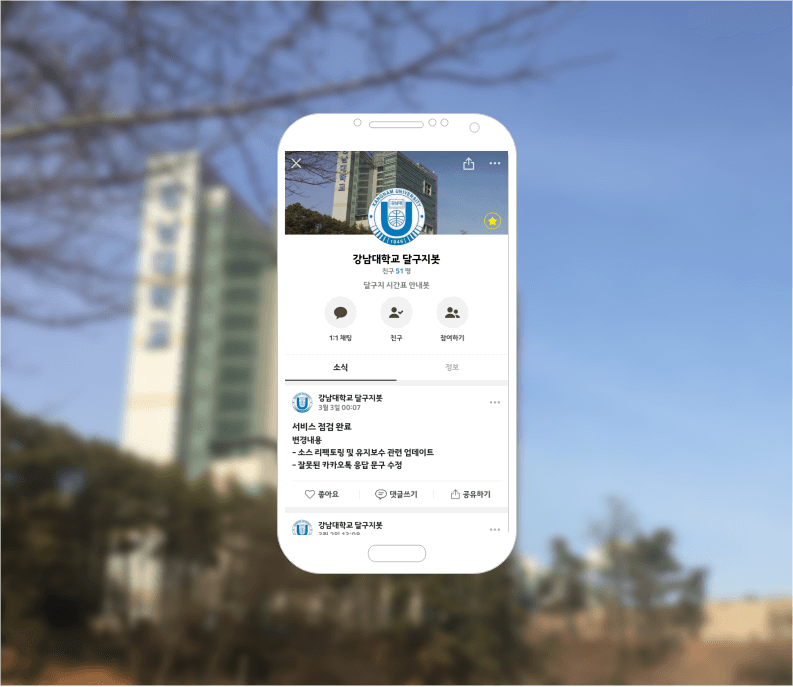 KANGNAM UNIVERSITY
1946
강남대학교 달구지봇
친구 51 명
달구지 시간표 안내봇
1:1 채팅
친구
참여하기
소식
정보
강남대학교 달구지봇
3월 3일 00:07
서비스 점검 완료
변경내용
- 소스 리팩토링 및 유지보수 관련 업데이트
- 잘못된 카카오톡 응답 문구 수정
좋아요
댓글쓰기
공유하기
강남대학교 달구지봇